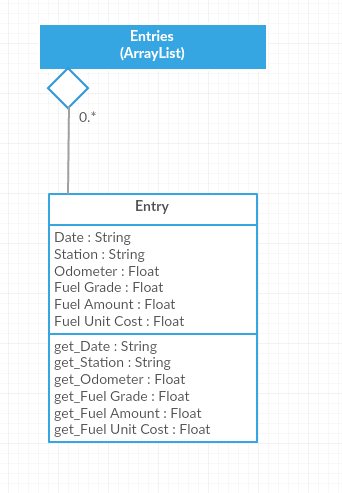 Entries
(ArrayList)
0.*
Entry
Date : String
Station : String
Odometer : Float
Fuel Grade : Float
Fuel Amount : Float
Fuel Unit Cost : Float
get_Date : String
get_Station : String
get_Odometer : Float
get_Fuel Grade : Float
get_Fuel Amount : Float
get_Fuel Unit Cost : Float